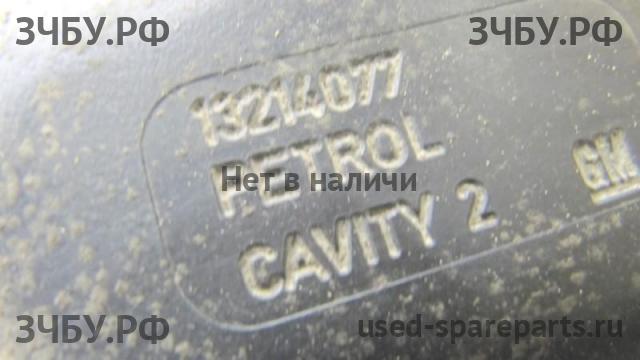 ЗЧБУ.РФ ЗЧБУ.РФ
13214077
PETROL
Нет в наличи
GM
CAVITY 2
ЗЧБУ.РФ used-spareparts.ru